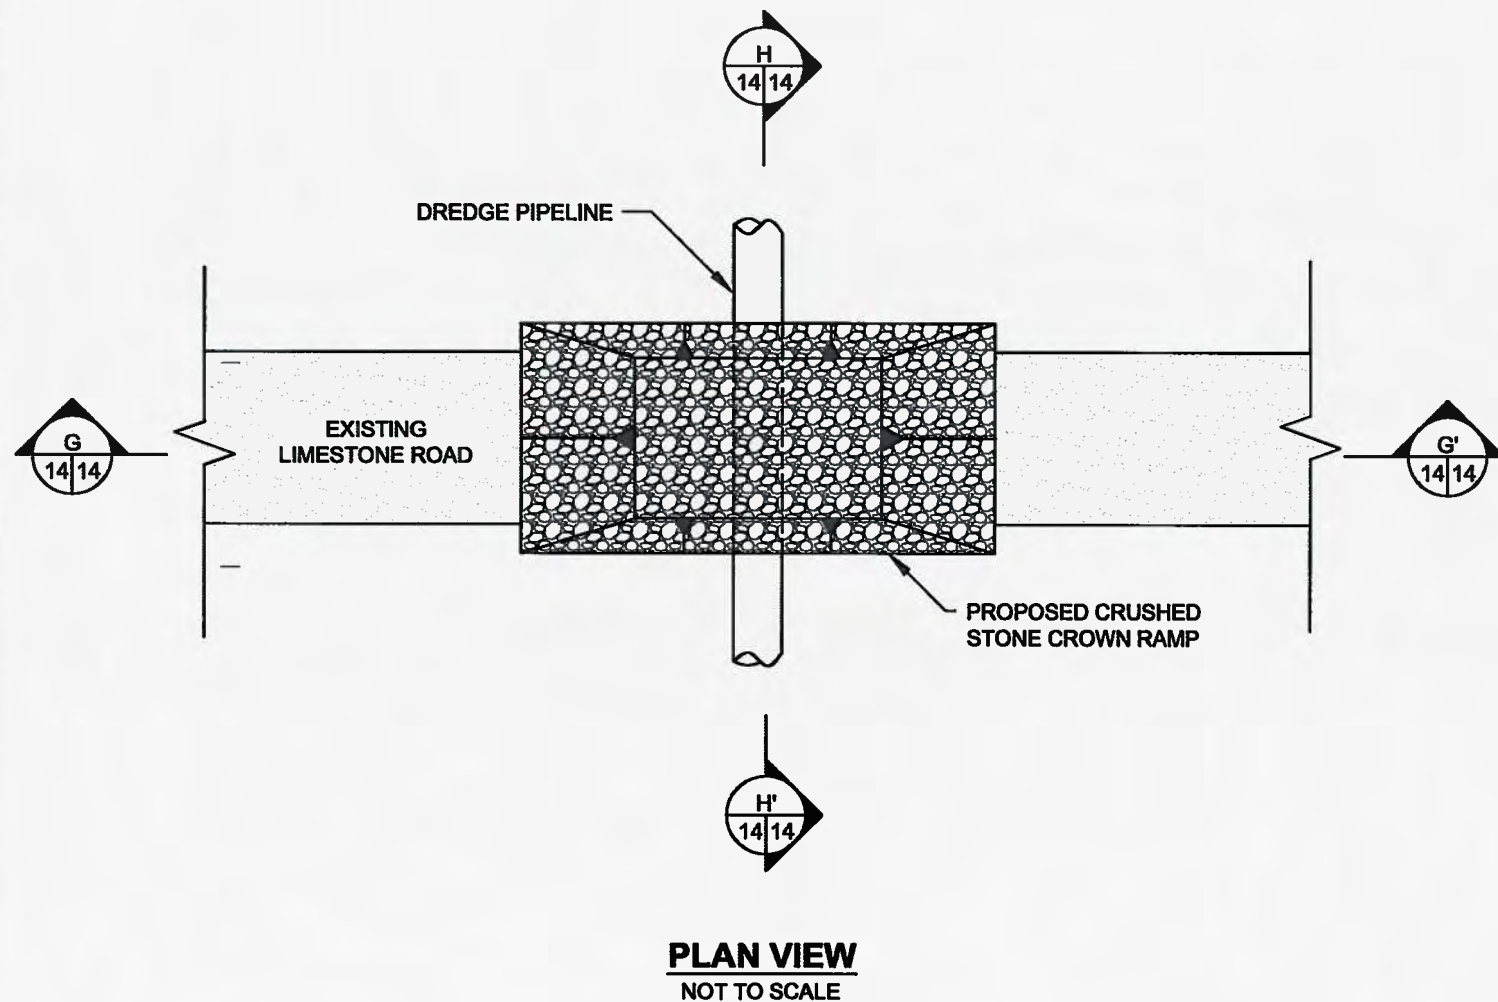 H
14 14
DREDGE PIPELINE
EXISTING
LIMESTONE ROAD
G
14 14
G'
14 14
PROPOSED CRUSHED
STONE CROWN RAMP
H'
14 14
PLAN VIEW
NOT TO SCALE